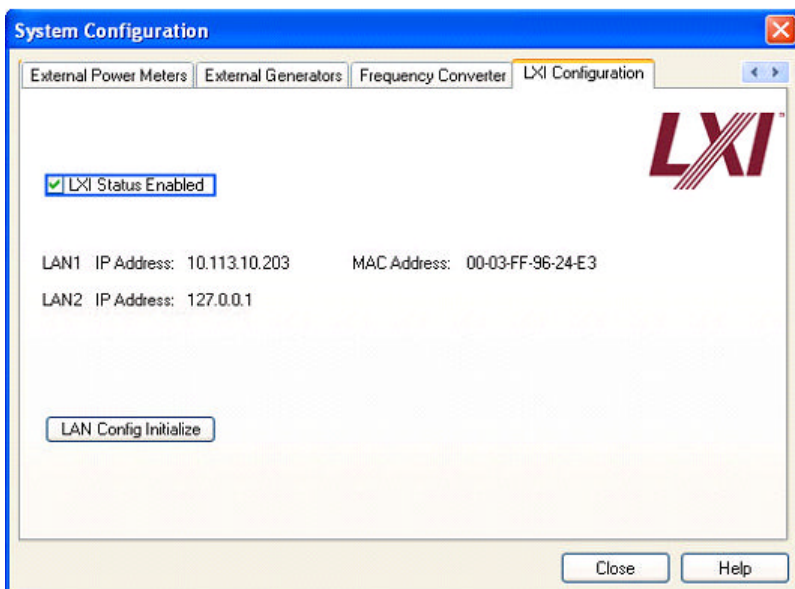 System Configuration
External Power Meters External Generators Frequency Converter LXI Configuration
LXI™
LXI Status Enabled
LAN1 IP Address: 10.113.10.203 MAC Address: 00-03-FF-96-24-E3
LAN2 IP Address: 127.0.0.1
LAN Config Initialize
Close Help